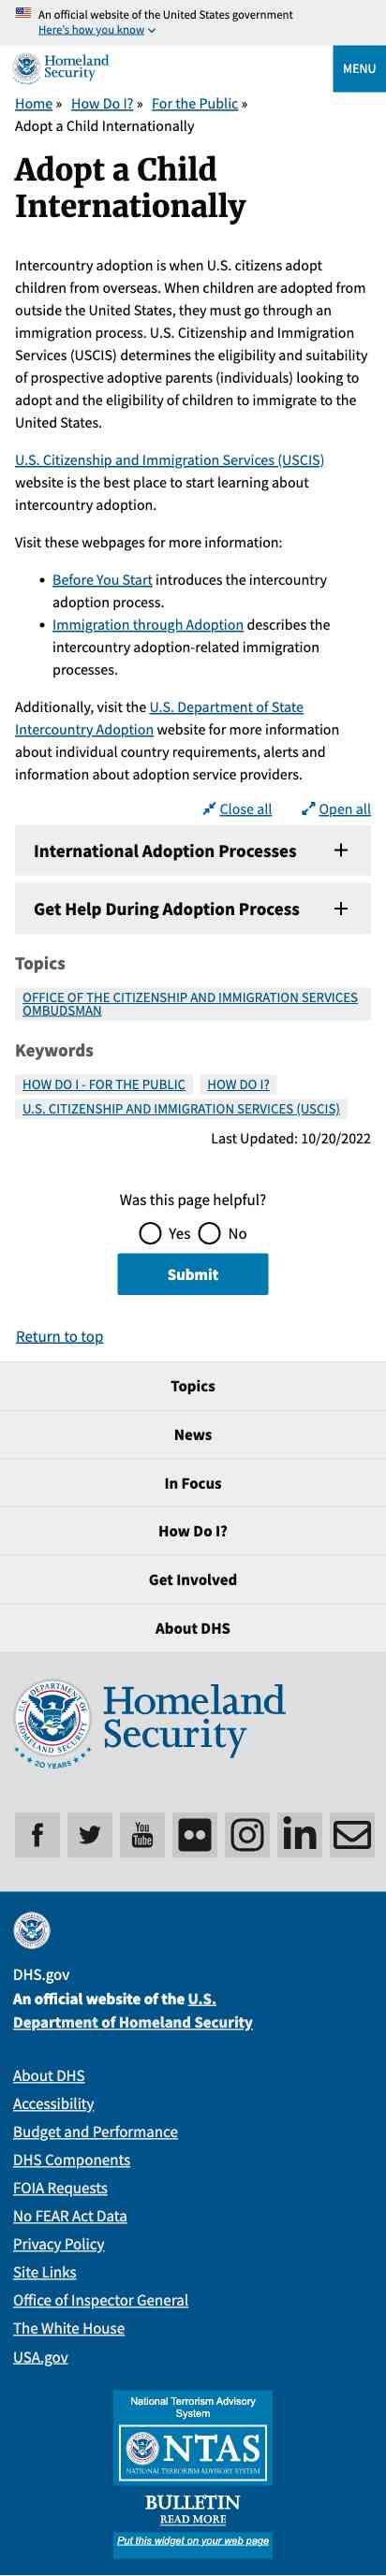 An official website of the United States government
Here's how you know
Homeland
Security
MENU
Home » How Do I? » For the Public »
Adopt a Child Internationally
Adopt a Child
Internationally
Intercountry adoption is when U.S. citizens adopt
children from overseas. When children are adopted from
outside the United States, they must go through an
immigration process. U.S. Citizenship and Immigration
Services (USCIS) determines the eligibility and suitability
of prospective adoptive parents (individuals) looking to
adopt and the eligibility of children to immigrate to the
United States.
U.S. Citizenship and Immigration Services (USCIS)
website is the best place to start learning about
intercountry adoption.
Visit these webpages for more information:
• Before You Start introduces the intercountry
adoption process.
• Immigration through Adoption describes the
intercountry adoption-related immigration
processes.
Additionally, visit the U.S. Department of State
Intercountry Adoption website for more information
about individual country requirements, alerts and
information about adoption service providers.
Close all Open all
International Adoption Processes +
Get Help During Adoption Process +
Topics
OFFICE OF THE CITIZENSHIP AND IMMIGRATION SERVICES
OMBUDSMAN
Keywords
HOW DO I - FOR THE PUBLIC HOW DO I?
U.S. CITIZENSHIP AND IMMIGRATION SERVICES (USCIS)
Last Updated: 10/20/2022
Was this page helpful?
Yes No
Submit
Return to top
Topics
News
In Focus
How Do I?
Get Involved
About DHS
U.S. DEPARTMENT OF HOMELAND SECURITY
20 YEARS
Homeland
Security
You
Tube
in
DHS.gov
An official website of the U.S.
Department of Homeland Security
About DHS
Accessibility
Budget and Performance
DHS Components
FOIA Requests
No FEAR Act Data
Privacy Policy
Site Links
Office of Inspector General
The White House
USA.gov
National Terrorism Advisory
System
NTAS
NATIONAL TERRORISM ADVISORY SYSTEM
BULLETIN
READ MORE
Put this widget on your web page